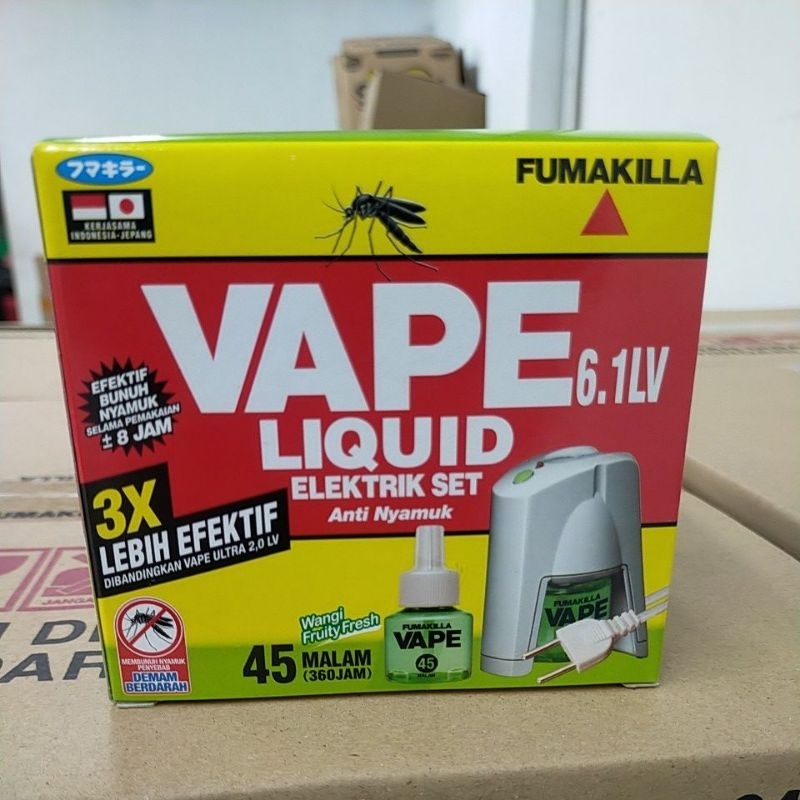 フマキラー
KERJASAMA
INDONESIA-JEPANG
FUMAKILLA
VAPE 6.1LV
LIQUID
ELEKTRIK SET
Anti Nyamuk
EFEKTIF
BUNUH
NYAMUK
SELAMA PEMAKAIAN
± 8 JAM
3X
LEBIH EFEKTIF
DIBANDINGKAN VAPE ULTRA 2,0 LV
MEMBUNUH NYAMUK
PENYEBAB
DEMAM
BERDARAH
Wangi
Fruity Fresh
45 MALAM
(360JAM)
FUMAKILLA
VAPE
45
MALAM
FUMAKILLA
VAPE